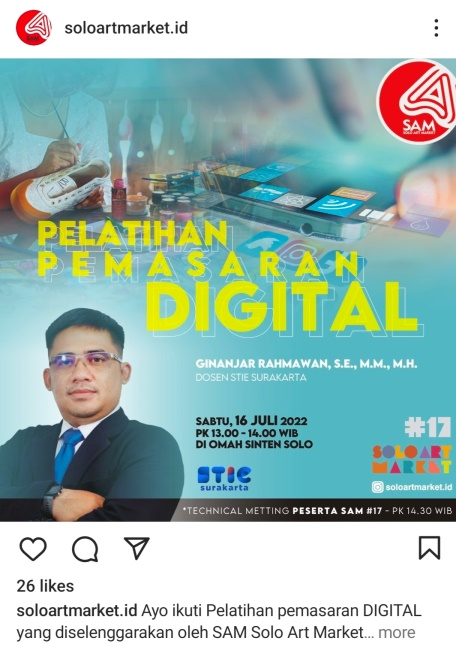 soloartmarket.id
SAM
SOLO ART MARKET
PELATIHAN
PEMASARAN
DIGITAL
GINANJAR RAHMAWAN, S.E., M.M., M.H.
DOSEN STIE SURAKARTA
SABTU, 16 JULI 2022
PK 13.00 - 14.00 WIB
DI OMAH SINTEN SOLO
STIE
surakarta
#17
SOLO ART
MARKET
soloartmarket.id
*TECHNICAL METTING PESERTA SAM #17 - PK 14.30 WIB
26 likes
soloartmarket.id Ayo ikuti Pelatihan pemasaran DIGITAL
yang diselenggarakan oleh SAM Solo Art Market... more